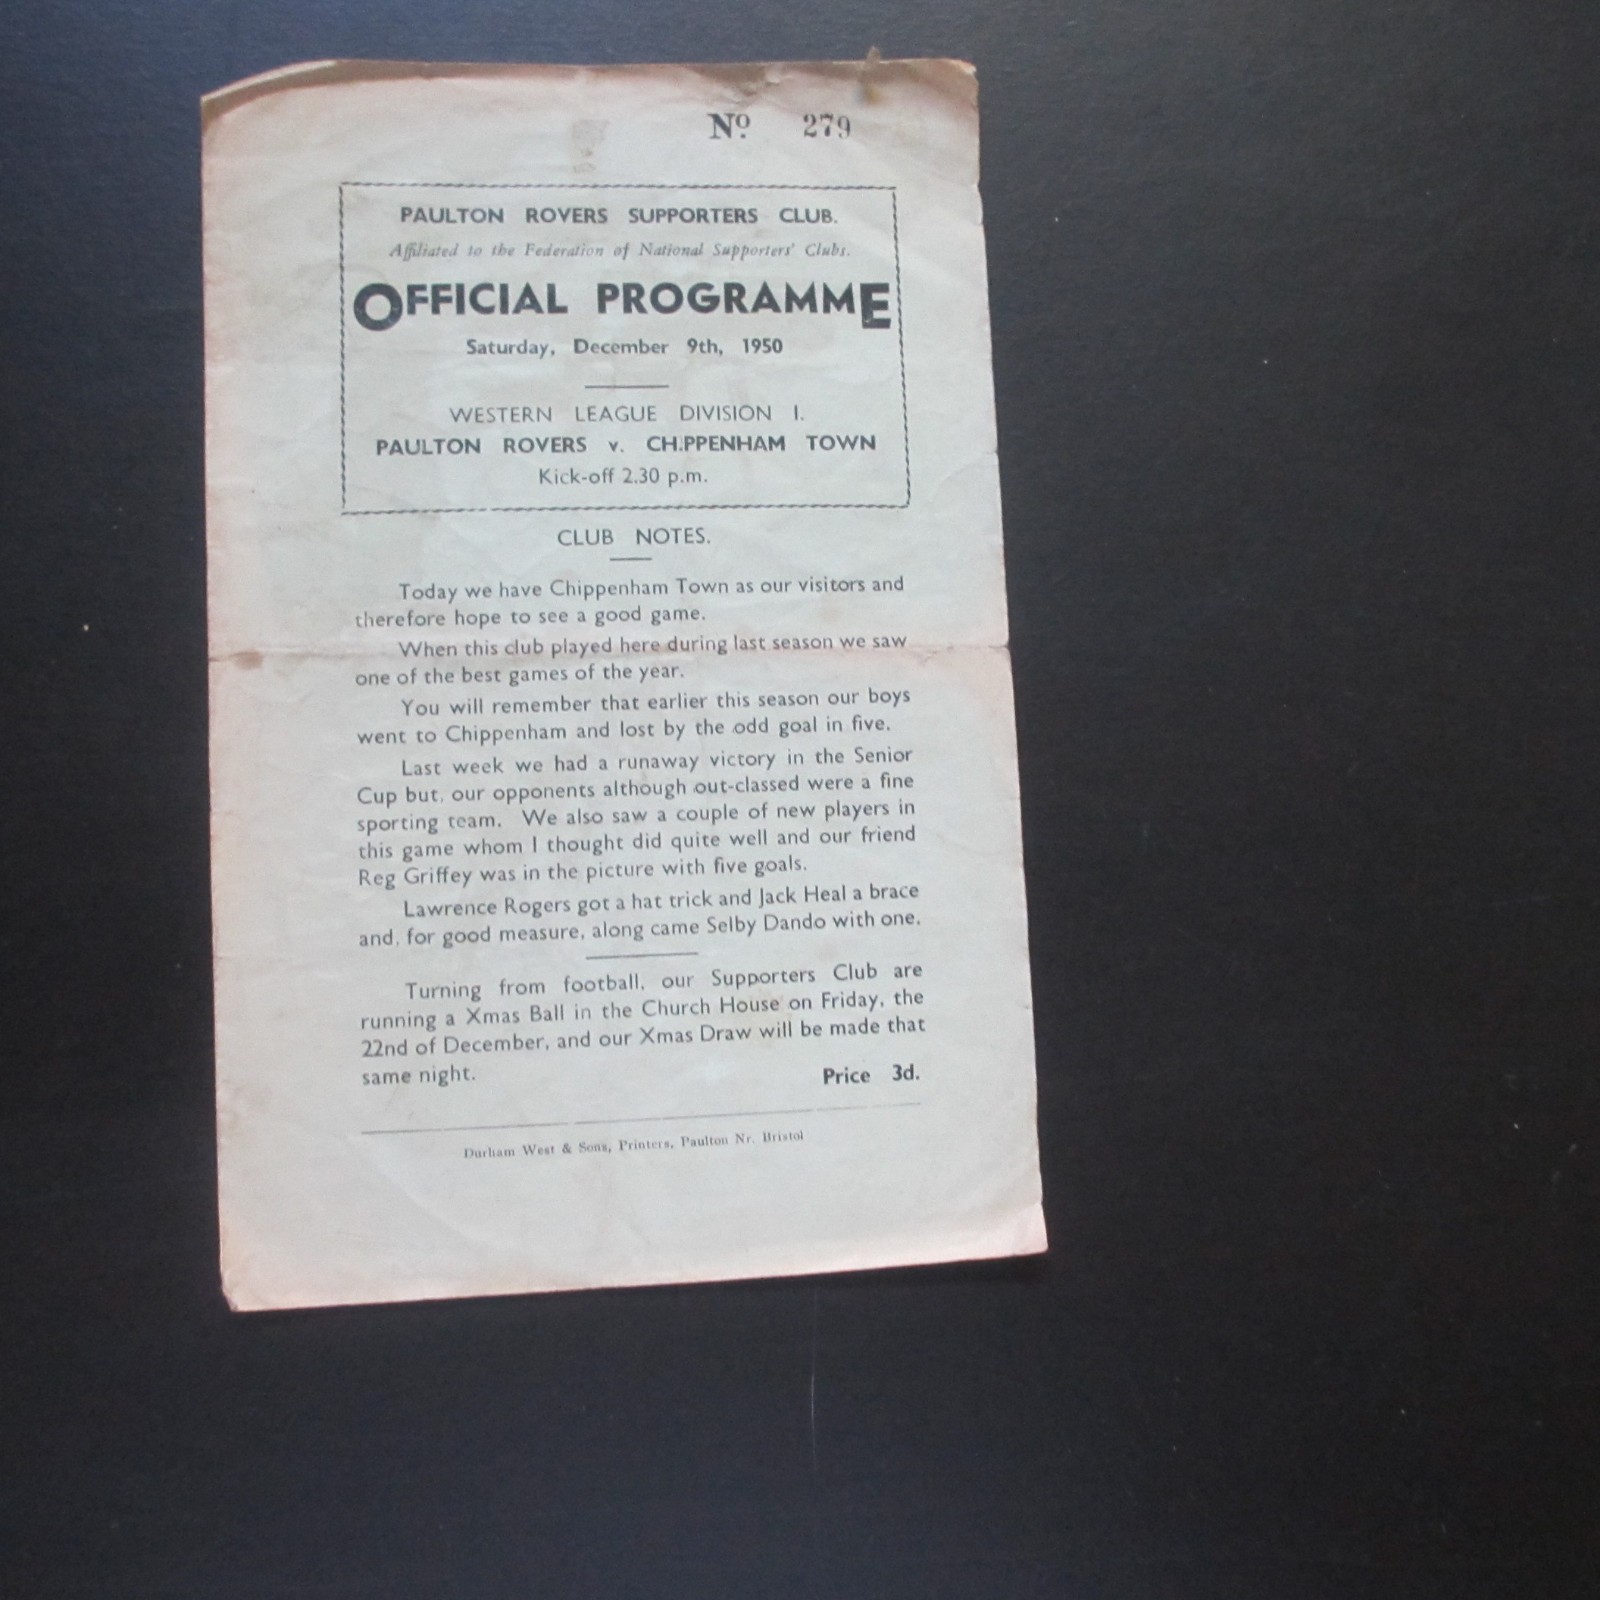 Nº 279
PAULTON ROVERS SUPPORTERS CLUB.
Affiliated to the Federation of National Supporters' Clubs.
OFFICIAL PROGRAMME
Saturday, December 9th, 1950
WESTERN LEAGUE DIVISION I.
PAULTON ROVERS v. CH.PPENHAM TOWN
Kick-off 2.30 p.m.
CLUB NOTES.
Today we have Chippenham Town as our visitors and
therefore hope to see a good game.
When this club played here during last season we saw
one of the best games of the year.
You will remember that earlier this season our boys
went to Chippenham and lost by the odd goal in five.
Last week we had a runaway victory in the Senior
Cup but, our opponents although out-classed were a fine
sporting team. We also saw a couple of new players in
this game whom I thought did quite well and our friend
Reg Griffey was in the picture with five goals.
Lawrence Rogers got a hat trick and Jack Heal a brace
and, for good measure, along came Selby Dando with one.
Turning from football, our Supporters Club are
running a Xmas Ball in the Church House on Friday, the
22nd of December, and our Xmas Draw will be made that
same night. Price 3d.
Durham West & Sons, Printers, Paulton Nr. Bristol